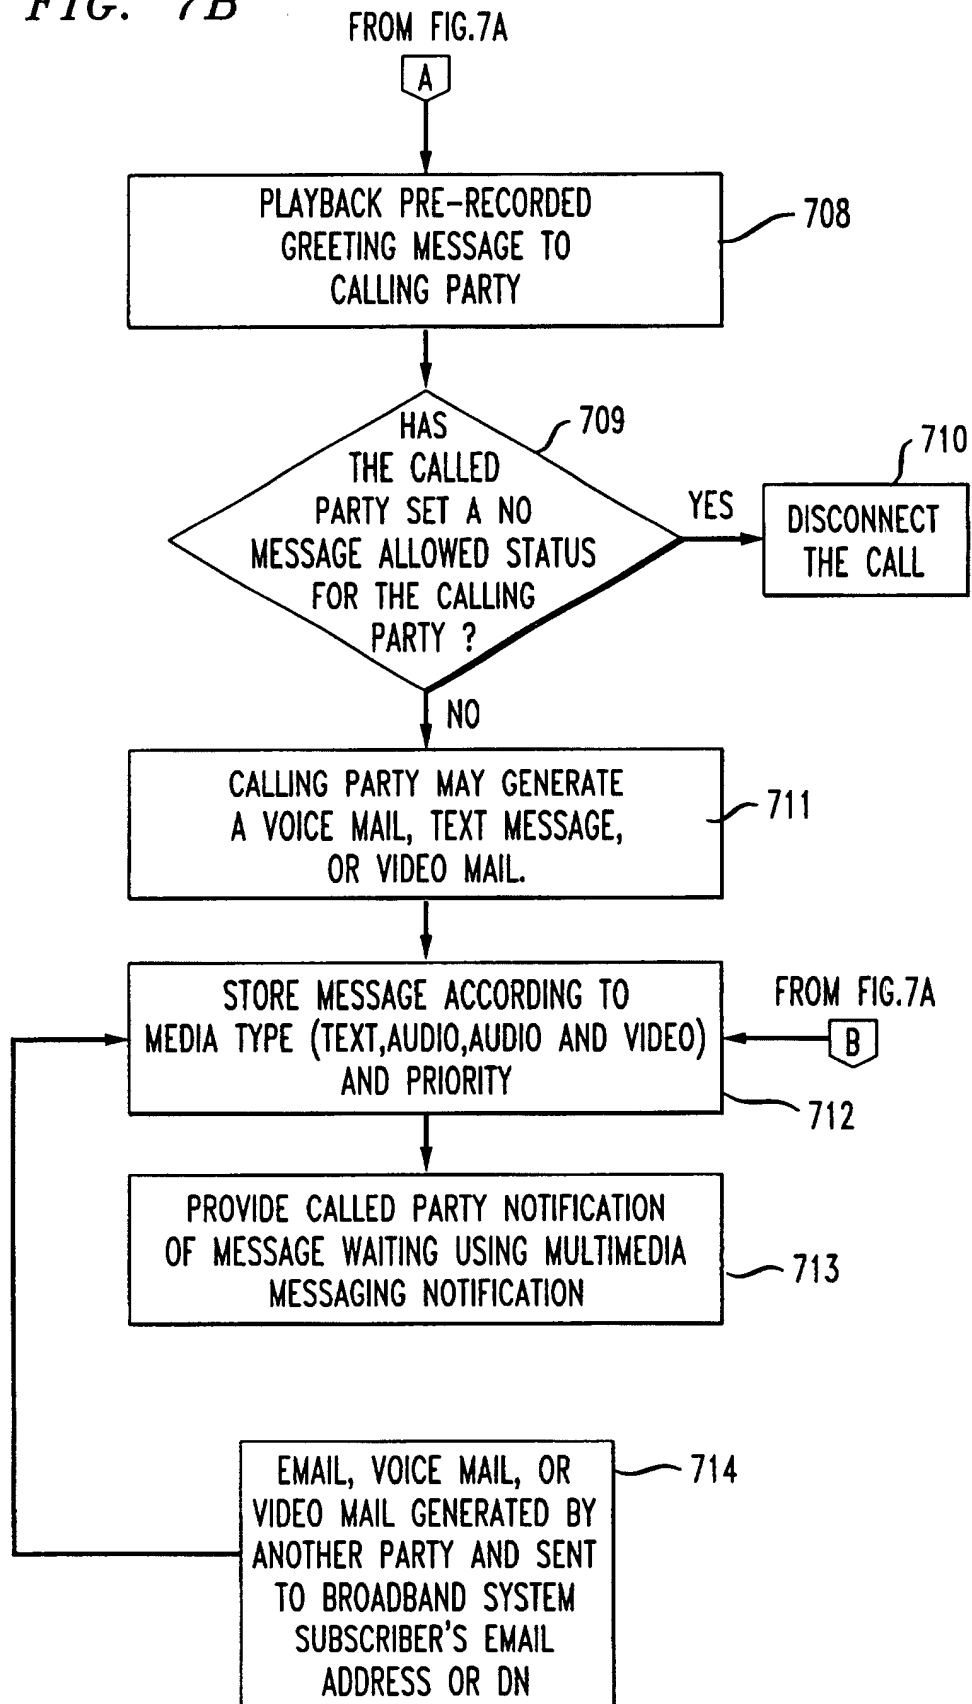 FIG. 7B
FROM FIG.7A
A
PLAYBACK PRE-RECORDED
GREETING MESSAGE TO
CALLING PARTY
708
HAS
THE CALLED
PARTY SET A NO
MESSAGE ALLOWED STATUS
FOR THE CALLING
PARTY ?
709
YES
710
DISCONNECT
THE CALL
NO
CALLING PARTY MAY GENERATE
A VOICE MAIL, TEXT MESSAGE,
OR VIDEO MAIL.
711
STORE MESSAGE ACCORDING TO
MEDIA TYPE (TEXT,AUDIO,AUDIO AND VIDEO)
AND PRIORITY
FROM FIG.7A
B
712
PROVIDE CALLED PARTY NOTIFICATION
OF MESSAGE WAITING USING MULTIMEDIA
MESSAGING NOTIFICATION
713
EMAIL, VOICE MAIL, OR
VIDEO MAIL GENERATED BY
ANOTHER PARTY AND SENT
TO BROADBAND SYSTEM
SUBSCRIBER'S EMAIL
ADDRESS OR DN
714